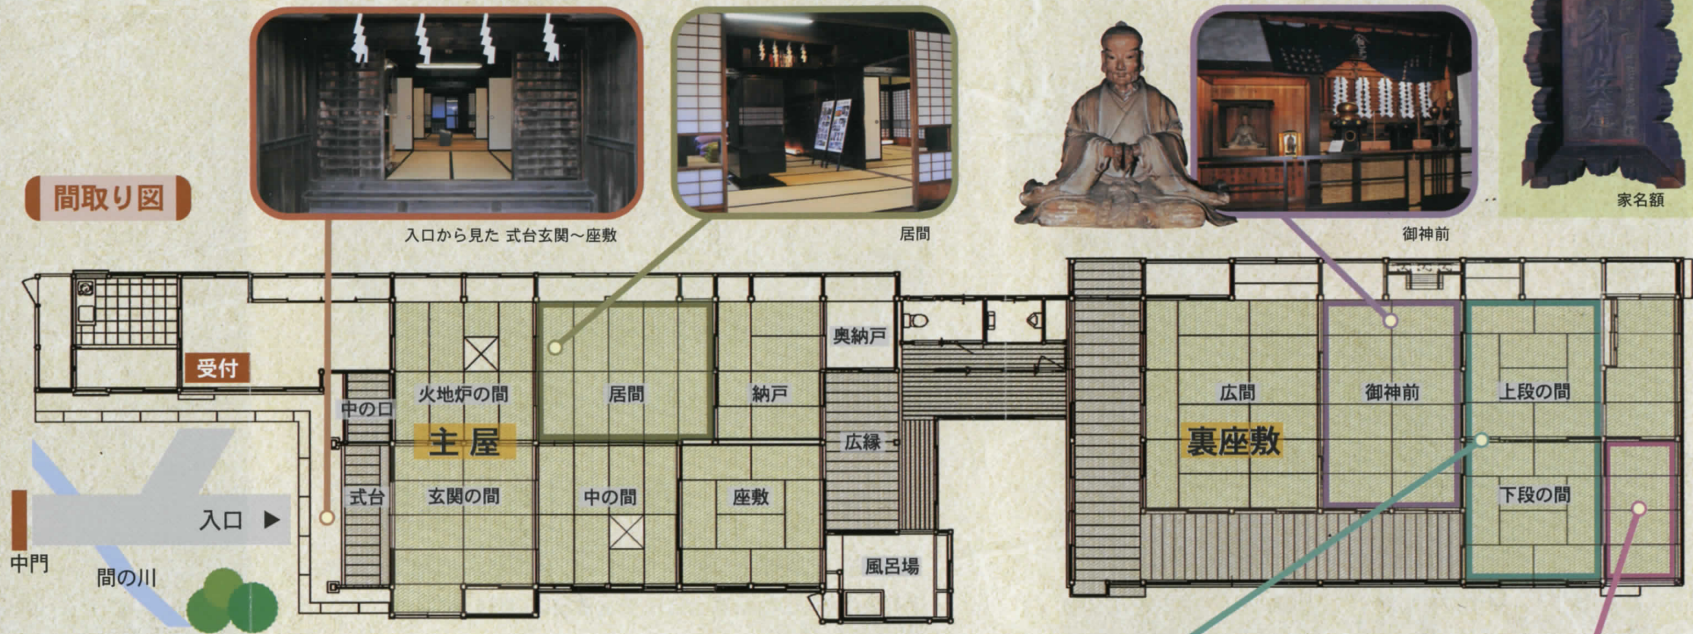 間取り図
入口から見た 式台玄関～座敷
居間
御神前
家名額
受付
中の口
火地炉の間
居間
納戸
奥納戸
主屋
広縁
式台
玄関の間
中の間
座敷
風呂場
入口 ▶
中門
間の川
広間
御神前
上段の間
裏座敷
下段の間